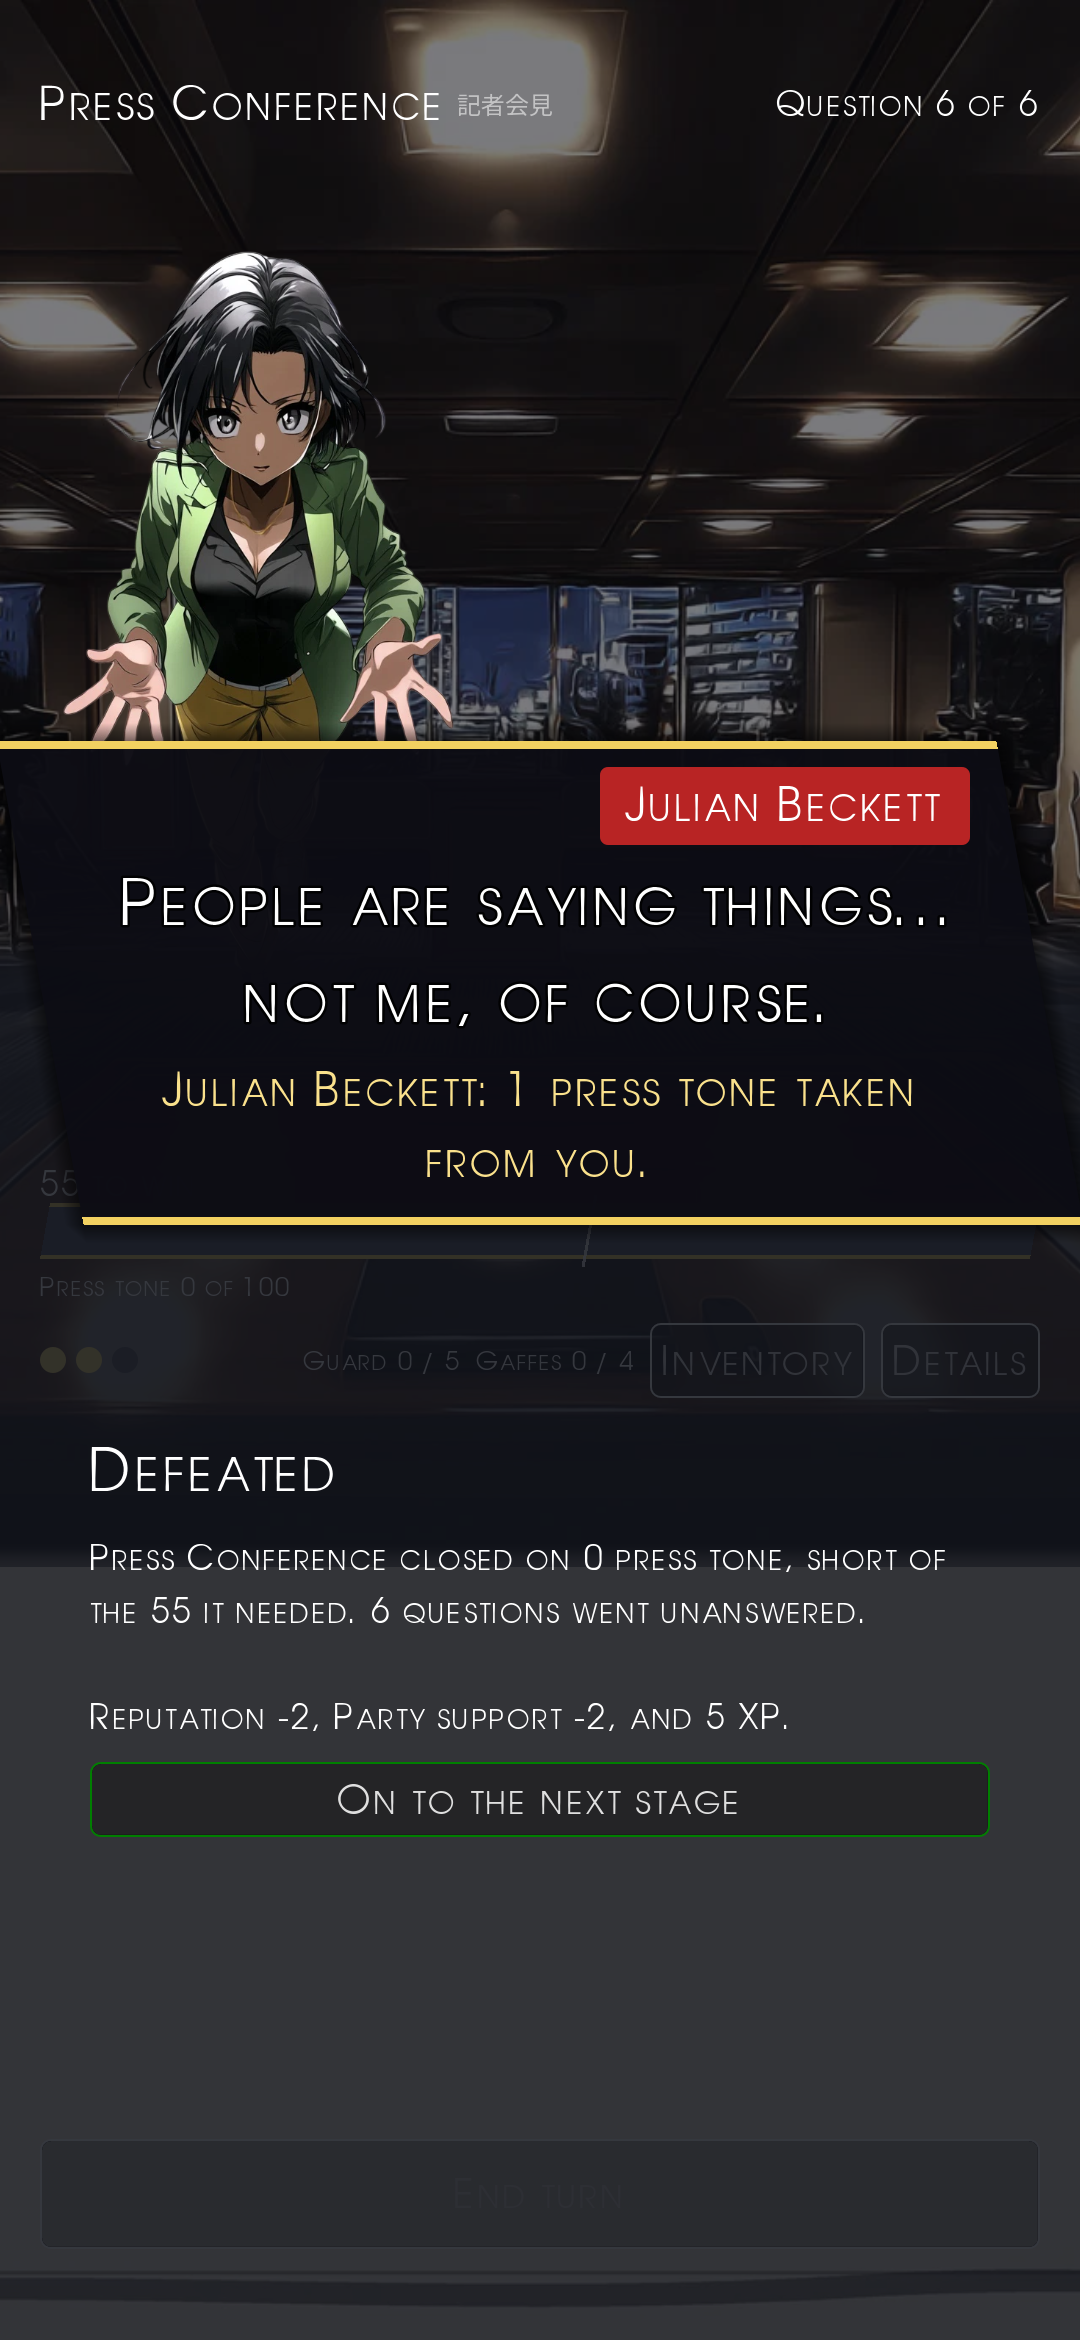 Press Conference 記者会見
Question 6 of 6
Julian Beckett
People are saying things...
not me, of course.
Julian Beckett: 1 press tone taken
from you.
55
Press tone 0 of 100
Guard 0 / 5 Gaffes 0 / 4
Inventory
Details
Defeated
Press Conference closed on 0 press tone, short of
the 55 it needed. 6 questions went unanswered.
Reputation -2, Party support -2, and 5 XP.
On to the next stage
End turn